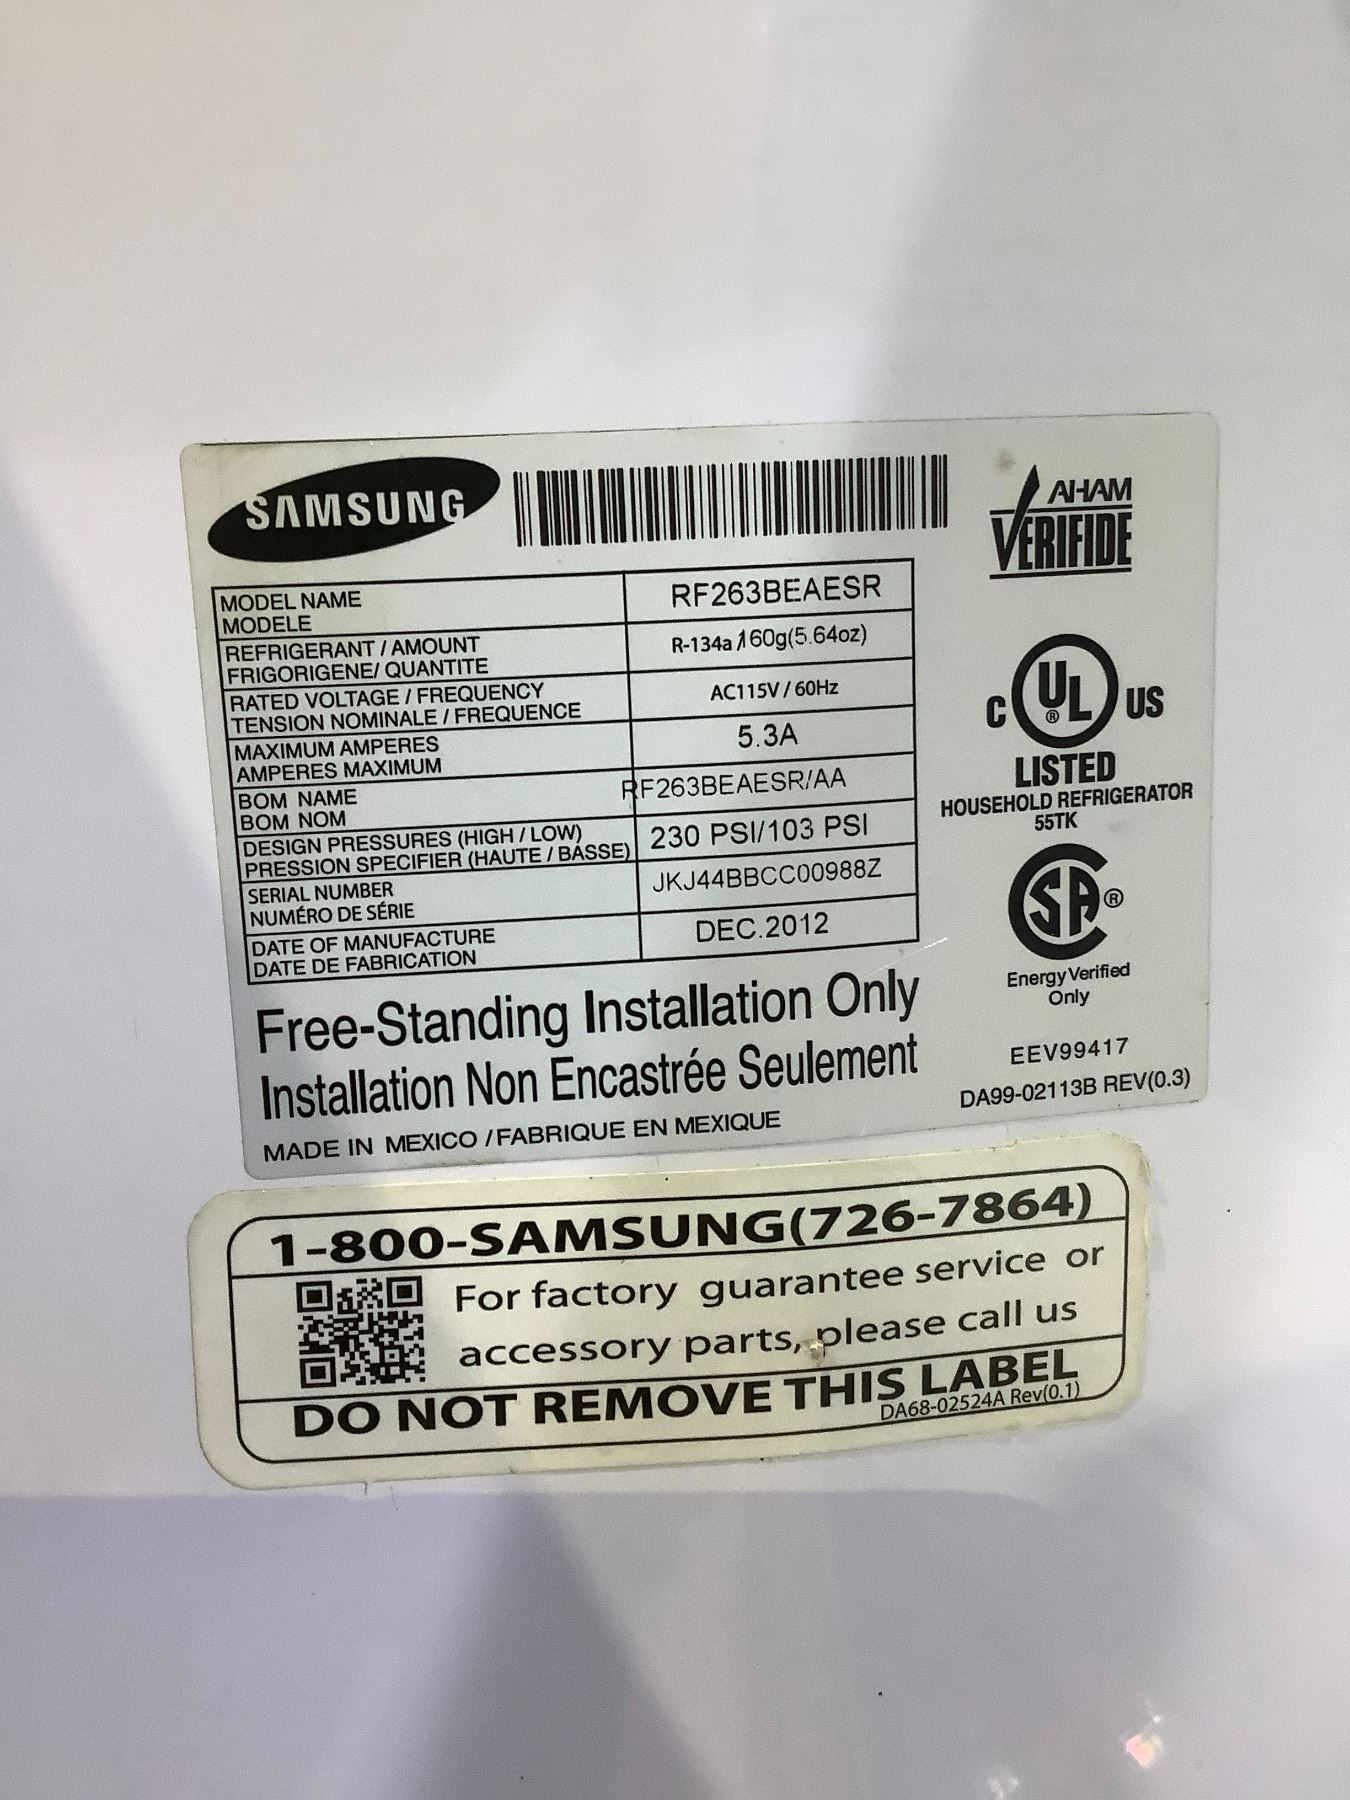 SAMSUNG
AHAM
VERIFIDE
MODEL NAME
MODELE
RF263BEAESR
REFRIGERANT / AMOUNT
FRIGORIGENE/ QUANTITE
R-134a /160g(5.64oz)
RATED VOLTAGE / FREQUENCY
TENSION NOMINALE / FREQUENCE
AC115V / 60Hz
MAXIMUM AMPERES
AMPERES MAXIMUM
5.3A
BOM NAME
BOM NOM
RF263BEAESR/AA
DESIGN PRESSURES (HIGH / LOW)
PRESSION SPECIFIER (HAUTE / BASSE)
230 PSI/103 PSI
SERIAL NUMBER
NUMÉRO DE SÉRIE
JKJ44BBCC00988Z
DATE OF MANUFACTURE
DATE DE FABRICATION
DEC.2012
Free-Standing Installation Only
Installation Non Encastrée Seulement
MADE IN MEXICO / FABRIQUE EN MEXIQUE
C UL ® US
LISTED
HOUSEHOLD REFRIGERATOR
55TK
CSA ®
Energy Verified
Only
EEV99417
DA99-02113B REV(0.3)
1-800-SAMSUNG(726-7864)
For factory guarantee service or
accessory parts, please call us
DO NOT REMOVE THIS LABEL
DA68-02524A Rev(0.1)